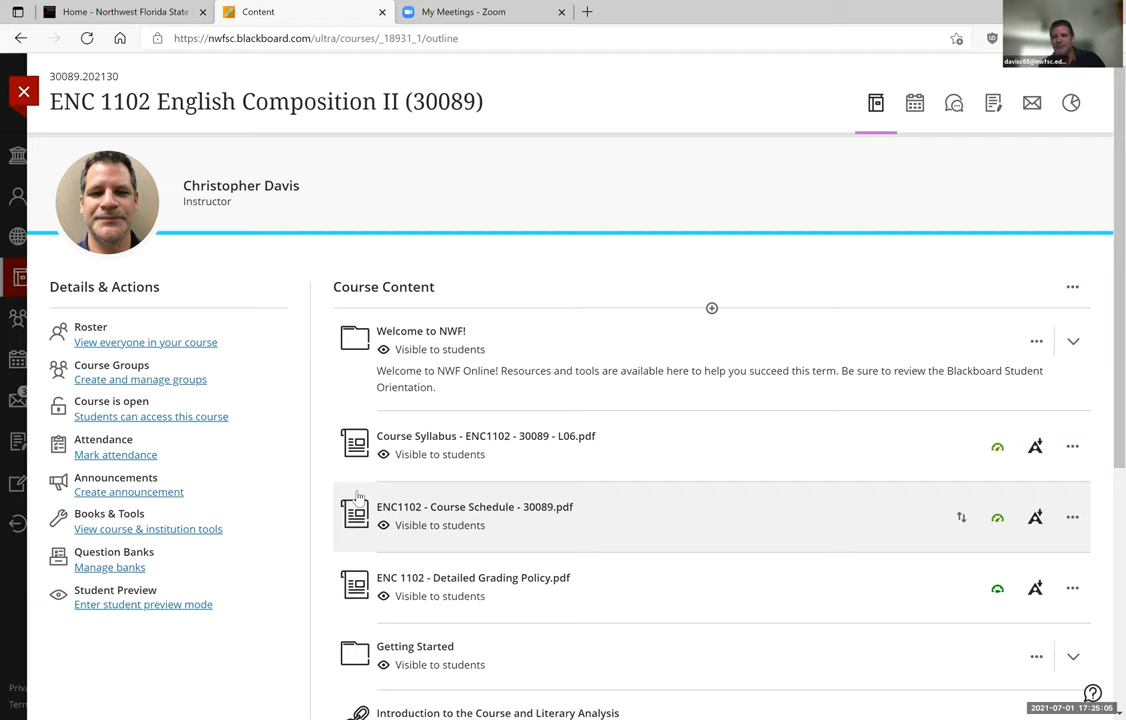 Home - Northwest Florida State
Content
My Meetings - Zoom
https://nwfsc.blackboard.com/ultra/courses/_18931_1/outline
davisc65@nwfsc.ed...
30089.202130
ENC 1102 English Composition II (30089)
Christopher Davis
Instructor
Details & Actions
Roster
View everyone in your course
Course Groups
Create and manage groups
Course is open
Students can access this course
Attendance
Mark attendance
Announcements
Create announcement
Books & Tools
View course & institution tools
Question Banks
Manage banks
Student Preview
Enter student preview mode
Course Content
Welcome to NWF!
Visible to students
Welcome to NWF Online! Resources and tools are available here to help you succeed this term. Be sure to review the Blackboard Student
Orientation.
Course Syllabus - ENC1102 - 30089 - L06.pdf
Visible to students
ENC1102 - Course Schedule - 30089.pdf
Visible to students
ENC 1102 - Detailed Grading Policy.pdf
Visible to students
Getting Started
Visible to students
Introduction to the Course and Literary Analysis
Priv
Tern
2021-07-01 17:25:05